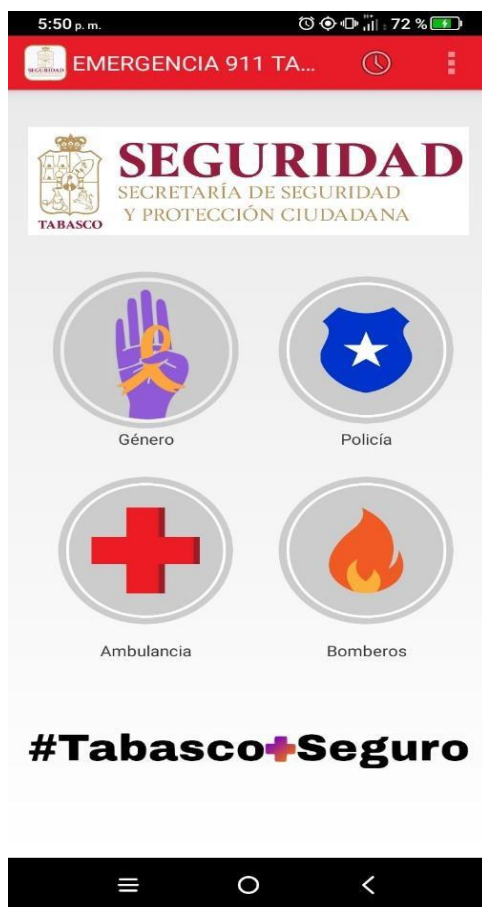 5:50 p. m.
72 %
EMERGENCIA 911 TA...
SEGURIDAD
SECRETARÍA DE SEGURIDAD
Y PROTECCIÓN CIUDADANA
TABASCO
Género
Policía
Ambulancia
Bomberos
#Tabasco+Seguro